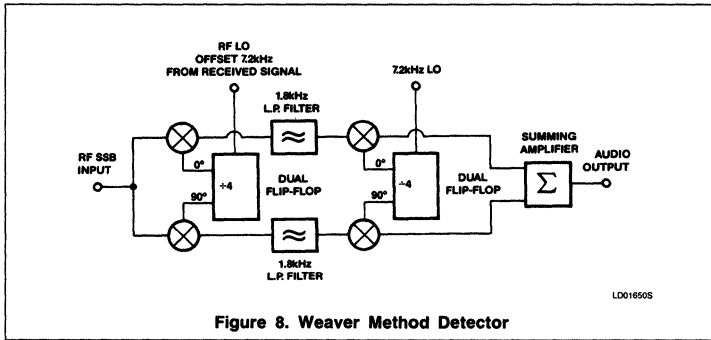 RF LO
OFFSET 7.2kHz
FROM RECEIVED SIGNAL
7.2kHz LO
1.8kHz
L.P. FILTER
≈
SUMMING
AMPLIFIER
RF SSB
INPUT
0°
÷4
90°
DUAL
FLIP-FLOP
0°
÷4
90°
DUAL
FLIP-FLOP
Σ
AUDIO
OUTPUT
≈
1.8kHz
L.P. FILTER
LD01650S
Figure 8. Weaver Method Detector